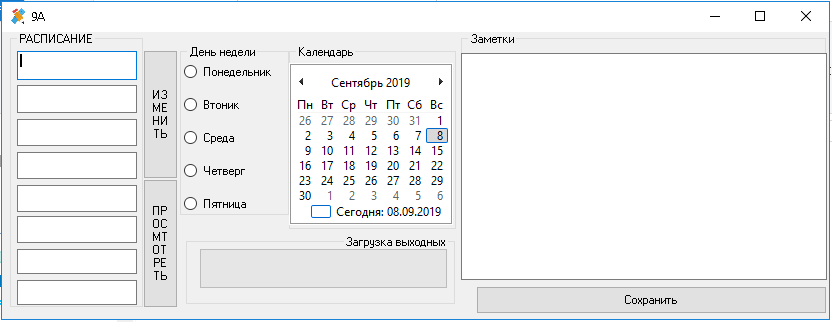 9А
РАСПИСАНИЕ
ИЗ
МЕ
НИ
ТЬ
ПР
ОС
МТ
ОТ
РЕ
ТЬ
День недели
Понедельник
Втоник
Среда
Четверг
Пятница
Календарь
Сентябрь 2019
Пн Вт Ср Чт Пт Сб Вс
26 27 28 29 30 31 1
2 3 4 5 6 7 8
9 10 11 12 13 14 15
16 17 18 19 20 21 22
23 24 25 26 27 28 29
30 1 2 3 4 5 6
Сегодня: 08.09.2019
Загрузка выходных
Заметки
Сохранить